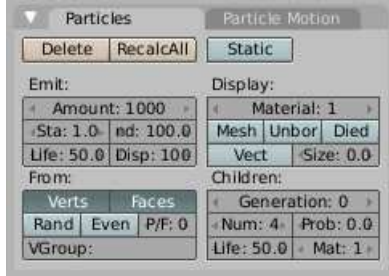 Particles Particle Motion
Delete RecalcAll Static
Emit: Display:
Amount: 1000 Material: 1
Sta: 1.0 nd: 100.0 Mesh Unbor Died
Life: 50.0 Disp: 100 Vect Size: 0.0
From: Children:
Verts Faces Generation: 0
Rand Even P/F: 0 Num: 4 Prob: 0.0
VGroup: Life: 50.0 Mat: 1